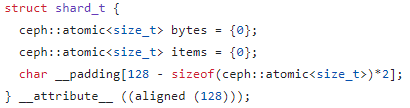 struct shard_t {
  ceph::atomic<size_t> bytes = {0};
  ceph::atomic<size_t> items = {0};
  char __padding[128 - sizeof(ceph::atomic<size_t>)*2];
} __attribute__ ((aligned (128)));